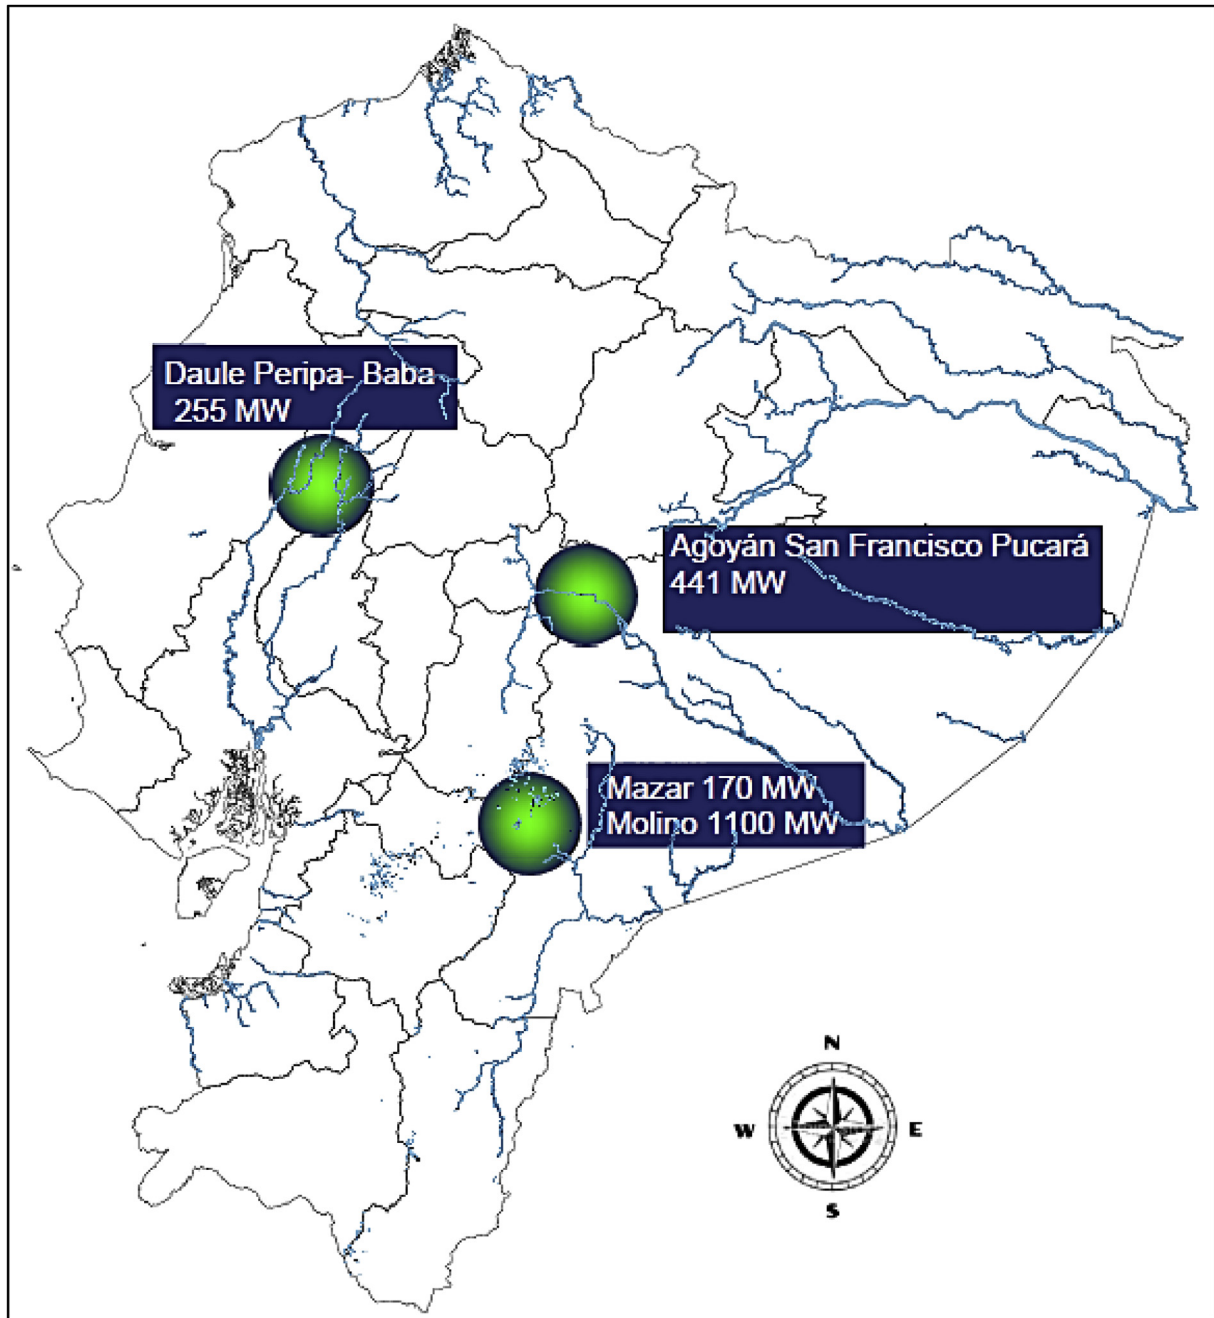 Daule Peripa- Baba
255 MW
Agoyán San Francisco Pucará
441 MW
Mazar 170 MW
Molino 1100 MW
N
W E
S